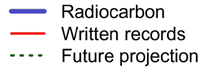 Radiocarbon
Written records
Future projection